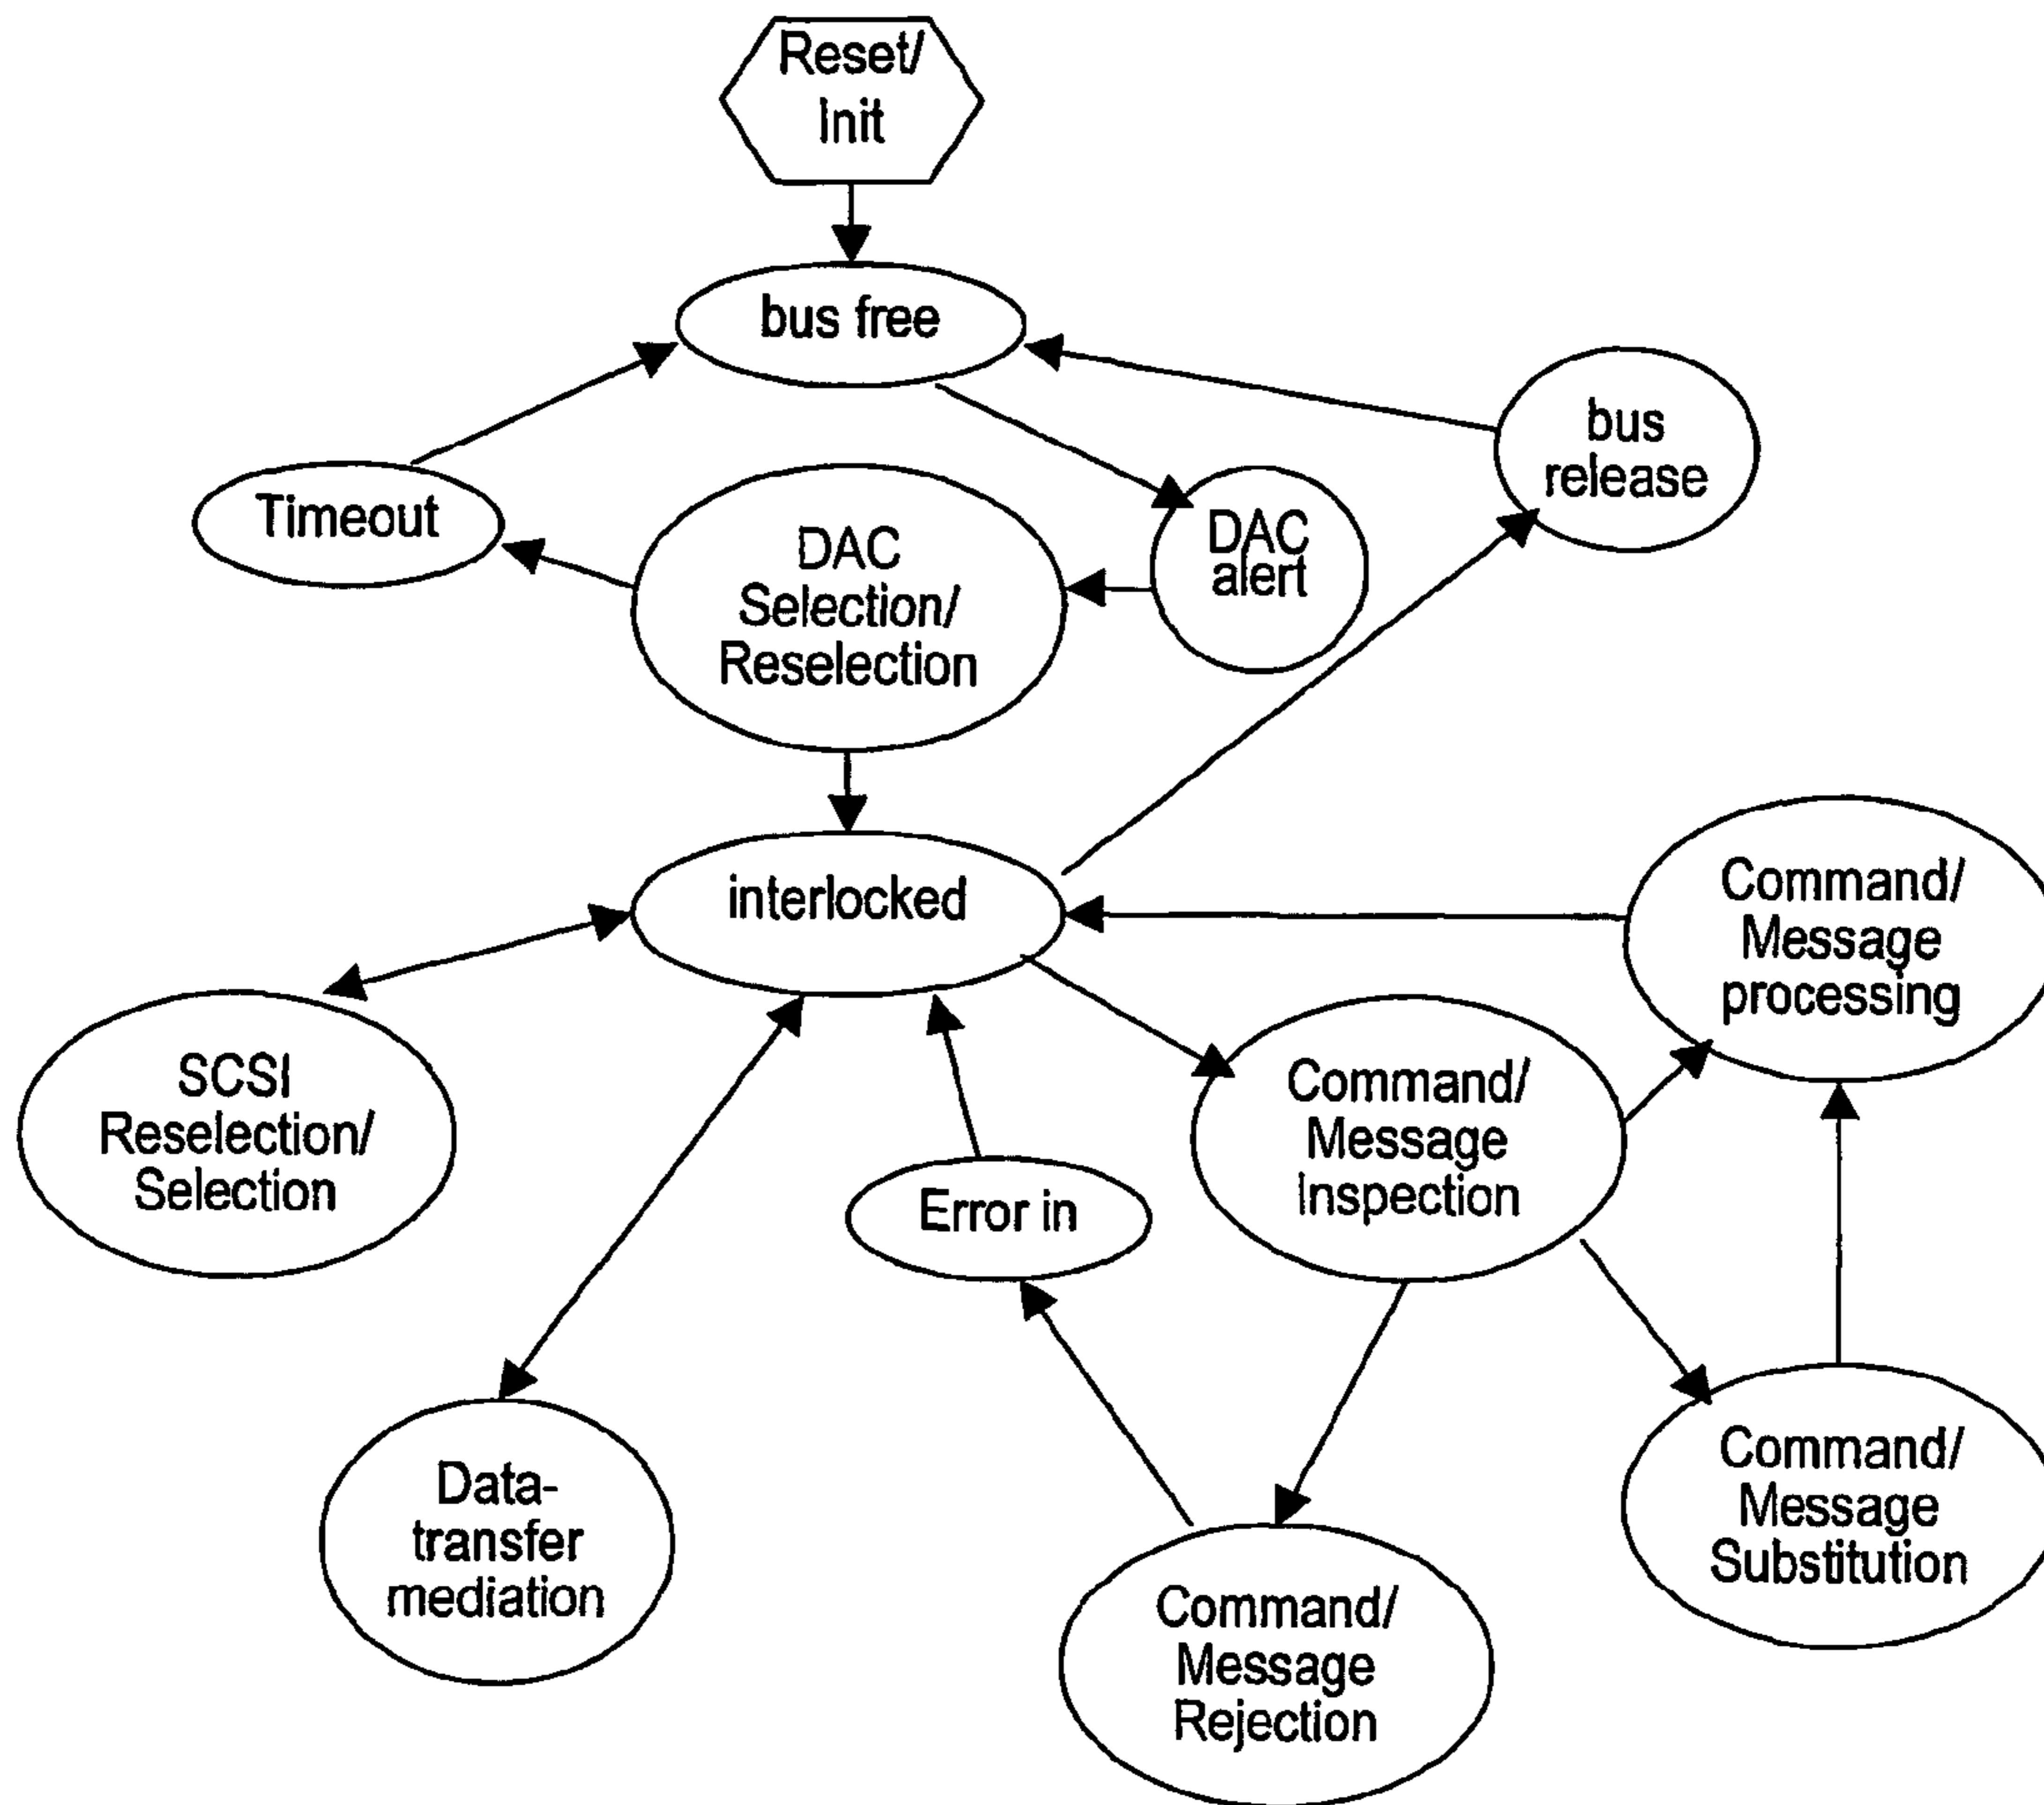 Reset/
Init
bus free
bus
release
Timeout
DAC
Selection/
Reselection
DAC
alert
interlocked
Command/
Message
processing
SCSI
Reselection/
Selection
Error in
Command/
Message
Inspection
Data-
transfer
mediation
Command/
Message
Rejection
Command/
Message
Substitution